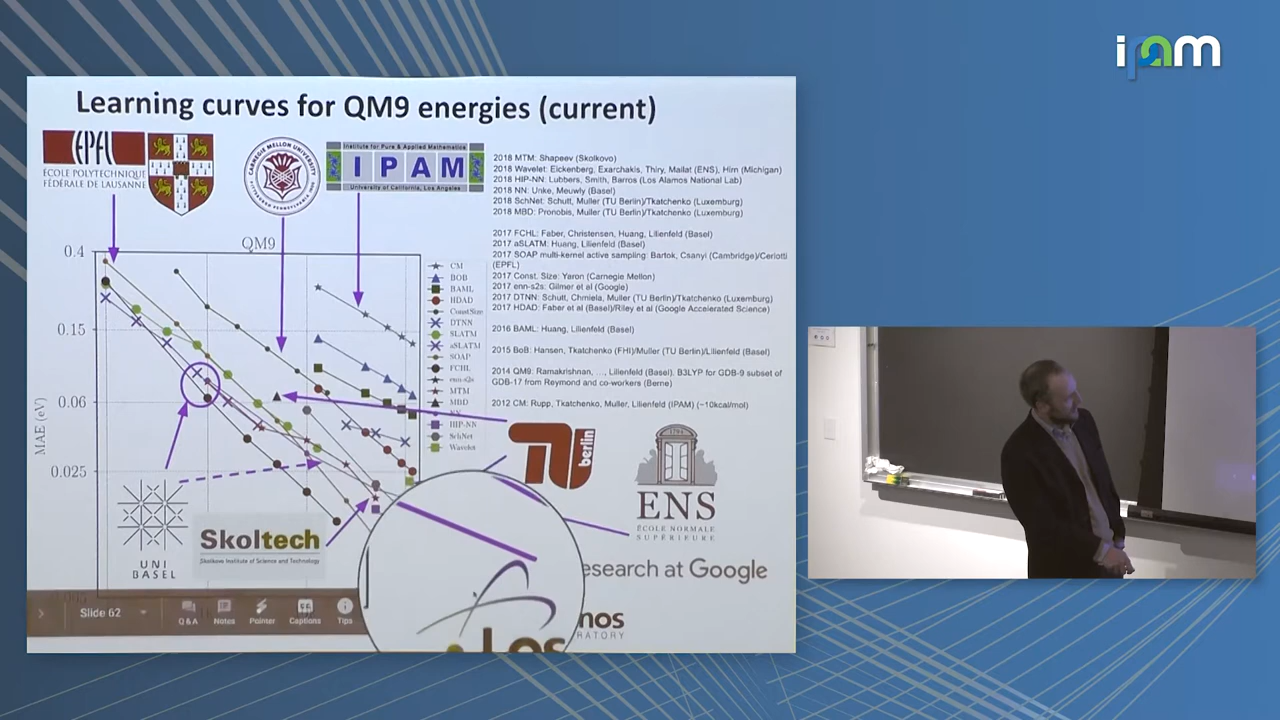 ipam
Learning curves for QM9 energies (current)
EPFL
ÉCOLE POLYTECHNIQUE
FÉDÉRALE DE LAUSANNE
CARNEGIE MELLON UNIVERSITY
Institute for Pure & Applied Mathematics
IPAM
University of California, Los Angeles
2018 MTM: Shapeev (Skolkovo)
2018 Wavelet: Eickenberg, Exarchakis, Thiry, Mallat (ENS), Hirn (Michigan)
2018 HIP-NN: Lubbers, Smith, Barros (Los Alamos National Lab)
2018 NN: Unke, Meuwly (Basel)
2018 SchNet: Schutt, Muller (TU Berlin)/Tkatchenko (Luxemburg)
2018 MBD: Pronobis, Muller (TU Berlin)/Tkatchenko (Luxemburg)
2017 FCHL: Faber, Christensen, Huang, Lilienfeld (Basel)
2017 aSLATM: Huang, Lilienfeld (Basel)
2017 SOAP multi-kernel active sampling: Bartok, Csanyi (Cambridge)/Ceriotti
(EPFL)
2017 Const. Size: Yaron (Carnegie Mellon)
2017 enn-s2s: Gilmer et al (Google)
2017 DTNN: Schutt, Chmiela, Muller (TU Berlin)/Tkatchenko (Luxemburg)
2017 HDAD: Faber et al (Basel)/Riley et al (Google Accelerated Science)
2016 BAML: Huang, Lilienfeld (Basel)
2015 BoB: Hansen, Tkatchenko (FHI)/Muller (TU Berlin)/Lilienfeld (Basel)
2014 QM9: Ramakrishnan, ..., Lilienfeld (Basel). B3LYP for GDB-9 subset of
GDB-17 from Reymond and co-workers (Berne)
2012 CM: Rupp, Tkatchenko, Muller, Lilienfeld (IPAM) (~10kcal/mol)
QM9
0.4
0.15
0.06
0.025
MAE (eV)
CM
BOB
BAML
HDAD
ConstSize
DTNN
SLATM
aSLATM
SOAP
FCHL
enn-s2s
MTM
MBD
NN
HIP-NN
SchNet
Wavelet
TU berlin
ENS
ÉCOLE NORMALE
SUPÉRIEURE
UNI
BASEL
Skoltech
Skolkovo Institute of Science and Technology
esearch at Google
Los
mos
RATORY
Slide 62
Q&A
Notes
Pointer
Captions
Tips